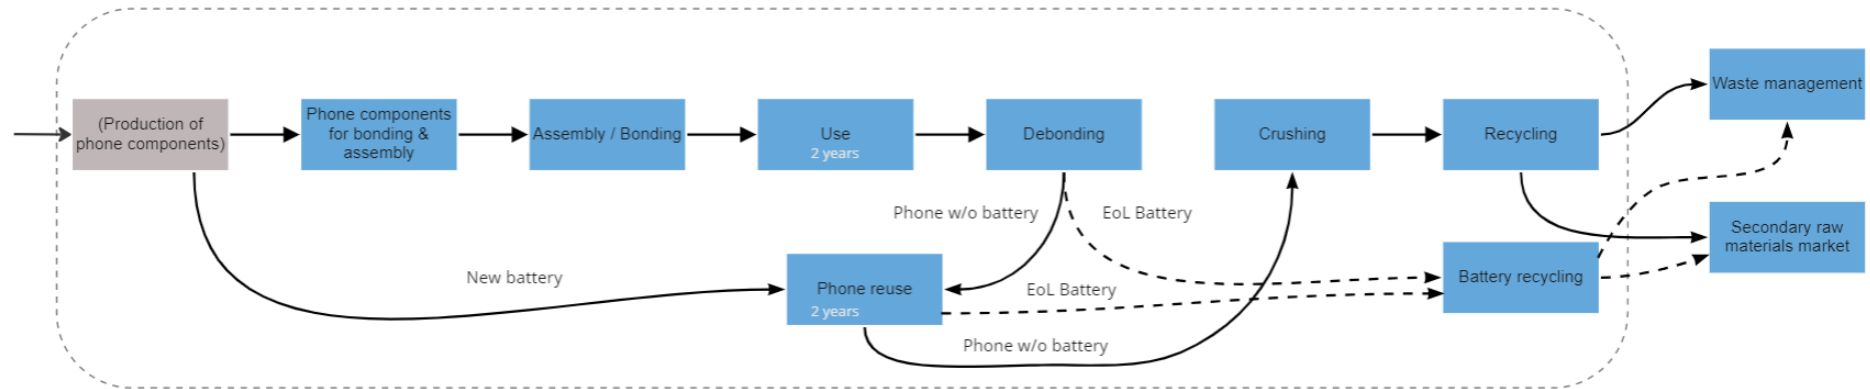 (Production of
phone components)
Phone components
for bonding &
assembly
Assembly / Bonding
Use
2 years
Debonding
Crushing
Recycling
Waste management
Phone w/o battery
EoL Battery
Secondary raw
materials market
New battery
Phone reuse
2 years
EoL Battery
Battery recycling
Phone w/o battery